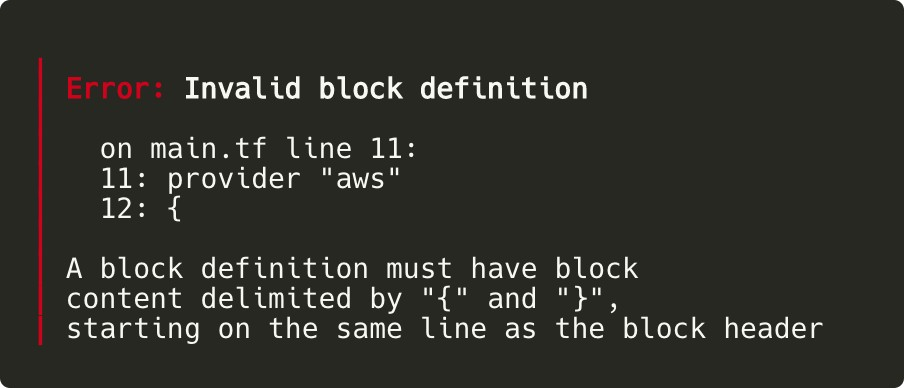 Error: Invalid block definition
on main.tf line 11:
11: provider "aws"
12: {
A block definition must have block
content delimited by "{" and "}",
starting on the same line as the block header